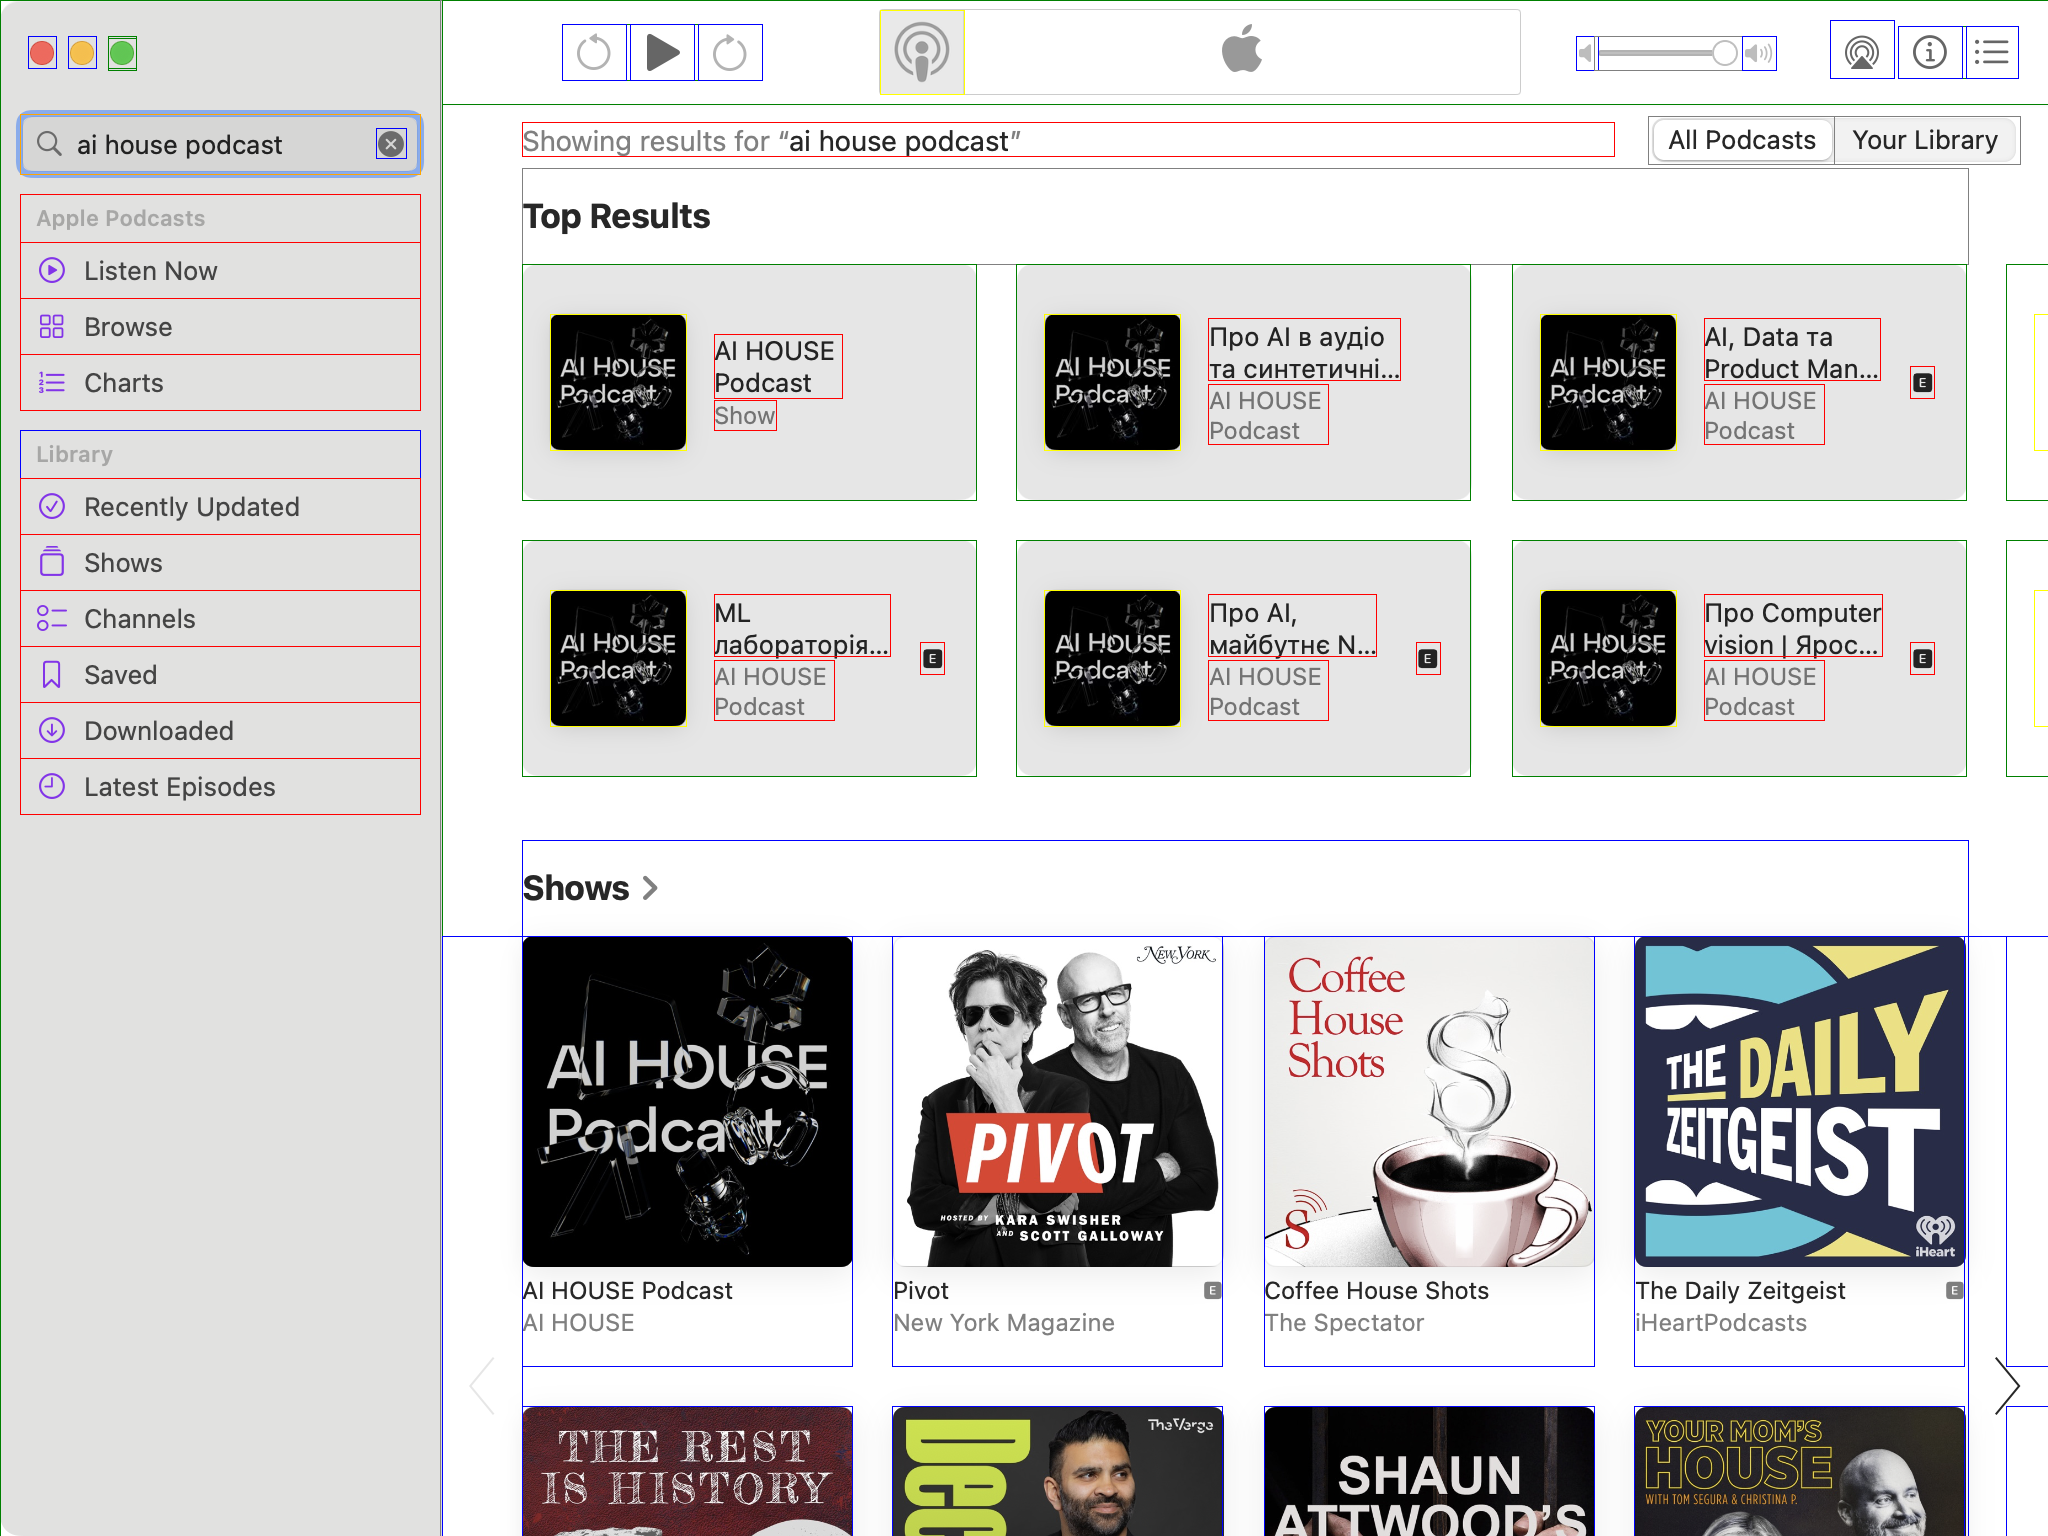 ai house podcast
Apple Podcasts
Listen Now
Browse
Charts
Library
Recently Updated
Shows
Channels
Saved
Downloaded
Latest Episodes
Showing results for “ai house podcast”
All Podcasts
Your Library
Top Results
AI HOUSE
Podcast
AI HOUSE
Podcast
Show
AI HOUSE
Podcast
Про AI в аудіо
та синтетичні...
AI HOUSE
Podcast
AI HOUSE
Podcast
AI, Data та
Product Man...
AI HOUSE
Podcast
E
AI HOUSE
Podcast
ML
лабораторія...
AI HOUSE
Podcast
E
AI HOUSE
Podcast
Про AI,
майбутнє N...
AI HOUSE
Podcast
E
AI HOUSE
Podcast
Про Computer
vision | Ярос...
AI HOUSE
Podcast
E
Shows
AI HOUSE
Podcast
AI HOUSE Podcast
AI HOUSE
NEW YORK
PIVOT
HOSTED BY KARA SWISHER
AND SCOTT GALLOWAY
Pivot
E
New York Magazine
Coffee
House
Shots
S
S
Coffee House Shots
The Spectator
THE DAILY
ZEITGEIST
iHeart
The Daily Zeitgeist
E
iHeartPodcasts
THE REST
IS HISTORY
TheVerge
Dec
SHAUN
ATTWOOD'S
YOUR MOM'S
HOUSE
WITH TOM SEGURA & CHRISTINA P.